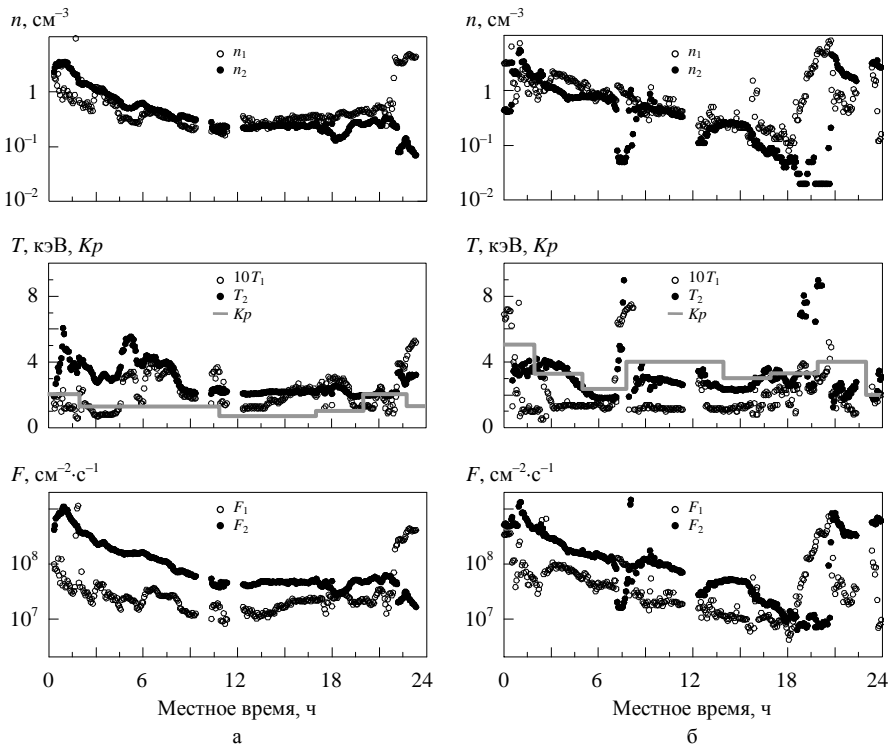 n, см⁻³
n₁
n₂
1
10⁻¹
10⁻²
T, кэВ, Kp
10T₁
T₂
Kp
8
4
0
F, см⁻²·с⁻¹
F₁
F₂
10⁸
10⁷
0 6 12 18 24
Местное время, ч
а
n, см⁻³
n₁
n₂
1
10⁻¹
10⁻²
T, кэВ, Kp
10T₁
T₂
Kp
8
4
0
F, см⁻²·с⁻¹
F₁
F₂
10⁸
10⁷
0 6 12 18 24
Местное время, ч
б